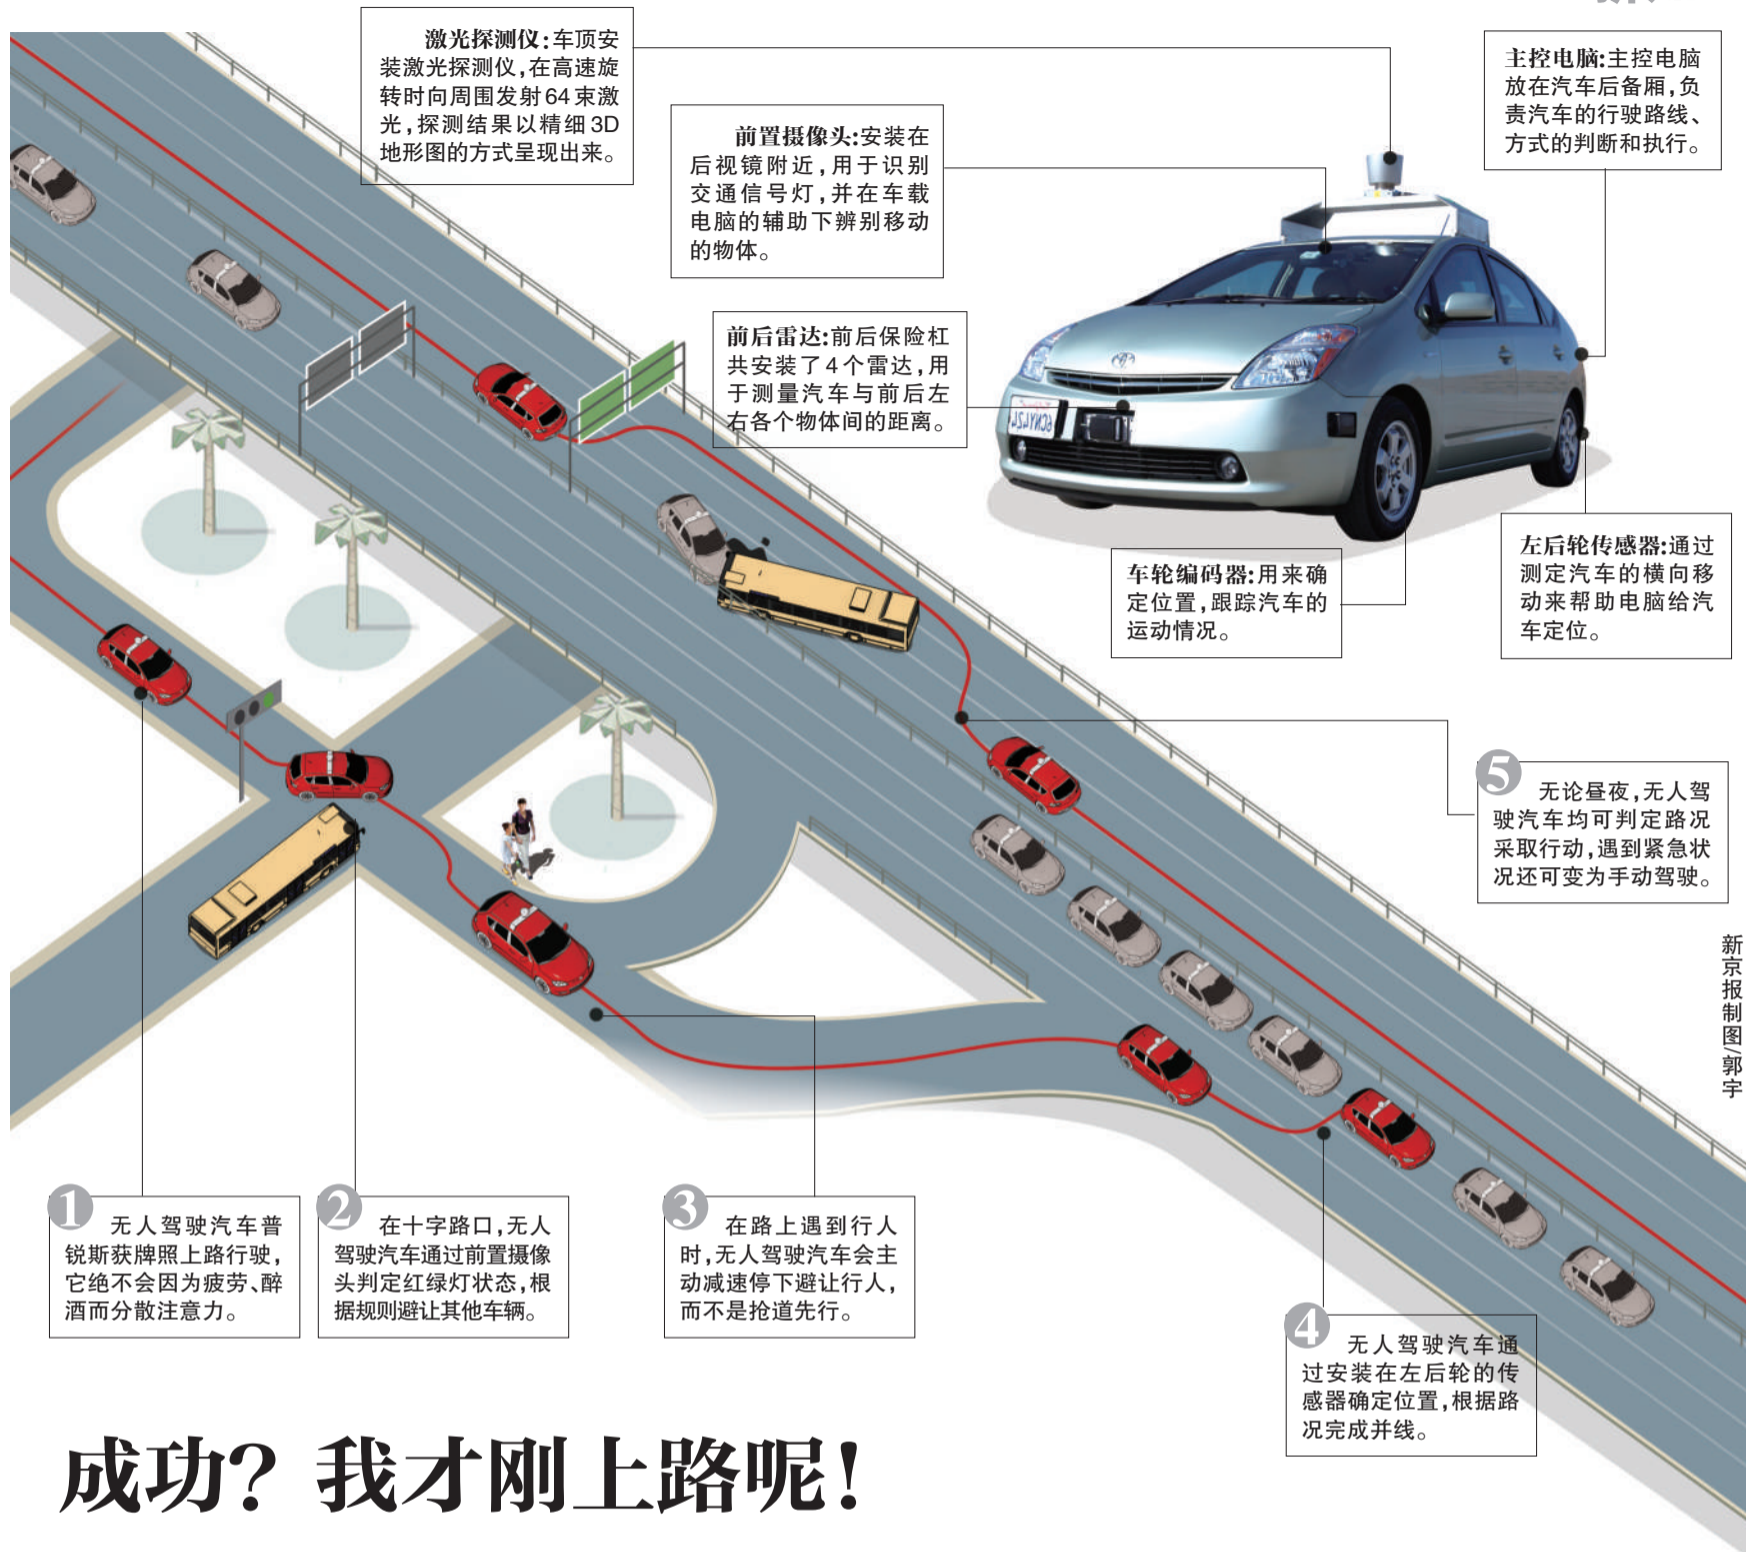 激光探测仪:车顶安
装激光探测仪,在高速旋
转时向周围发射64束激
光,探测结果以精细3D
地形图的方式呈现出来。
前置摄像头:安装在
后视镜附近,用于识别
交通信号灯,并在车载
电脑的辅助下辨别移动
的物体。
主控电脑:主控电脑
放在汽车后备厢,负
责汽车的行驶路线、
方式的判断和执行。
前后雷达:前后保险杠
共安装了4个雷达,用
于测量汽车与前后左
右各个物体间的距离。
车轮编码器:用来确
定位置,跟踪汽车的
运动情况。
左后轮传感器:通过
测定汽车的横向移
动来帮助电脑给汽
车定位。
5
无论昼夜,无人驾
驶汽车均可判定路况
采取行动,遇到紧急状
况还可变为手动驾驶。
新京报制图/郭宇
1
无人驾驶汽车普
锐斯获牌照上路行驶,
它绝不会因为疲劳、醉
酒而分散注意力。
2
在十字路口,无人
驾驶汽车通过前置摄像
头判定红绿灯状态,根
据规则避让其他车辆。
3
在路上遇到行人
时,无人驾驶汽车会主
动减速停下避让行人,
而不是抢道先行。
4
无人驾驶汽车通
过安装在左后轮的传
感器确定位置,根据路
况完成并线。
成功？我才刚上路呢！